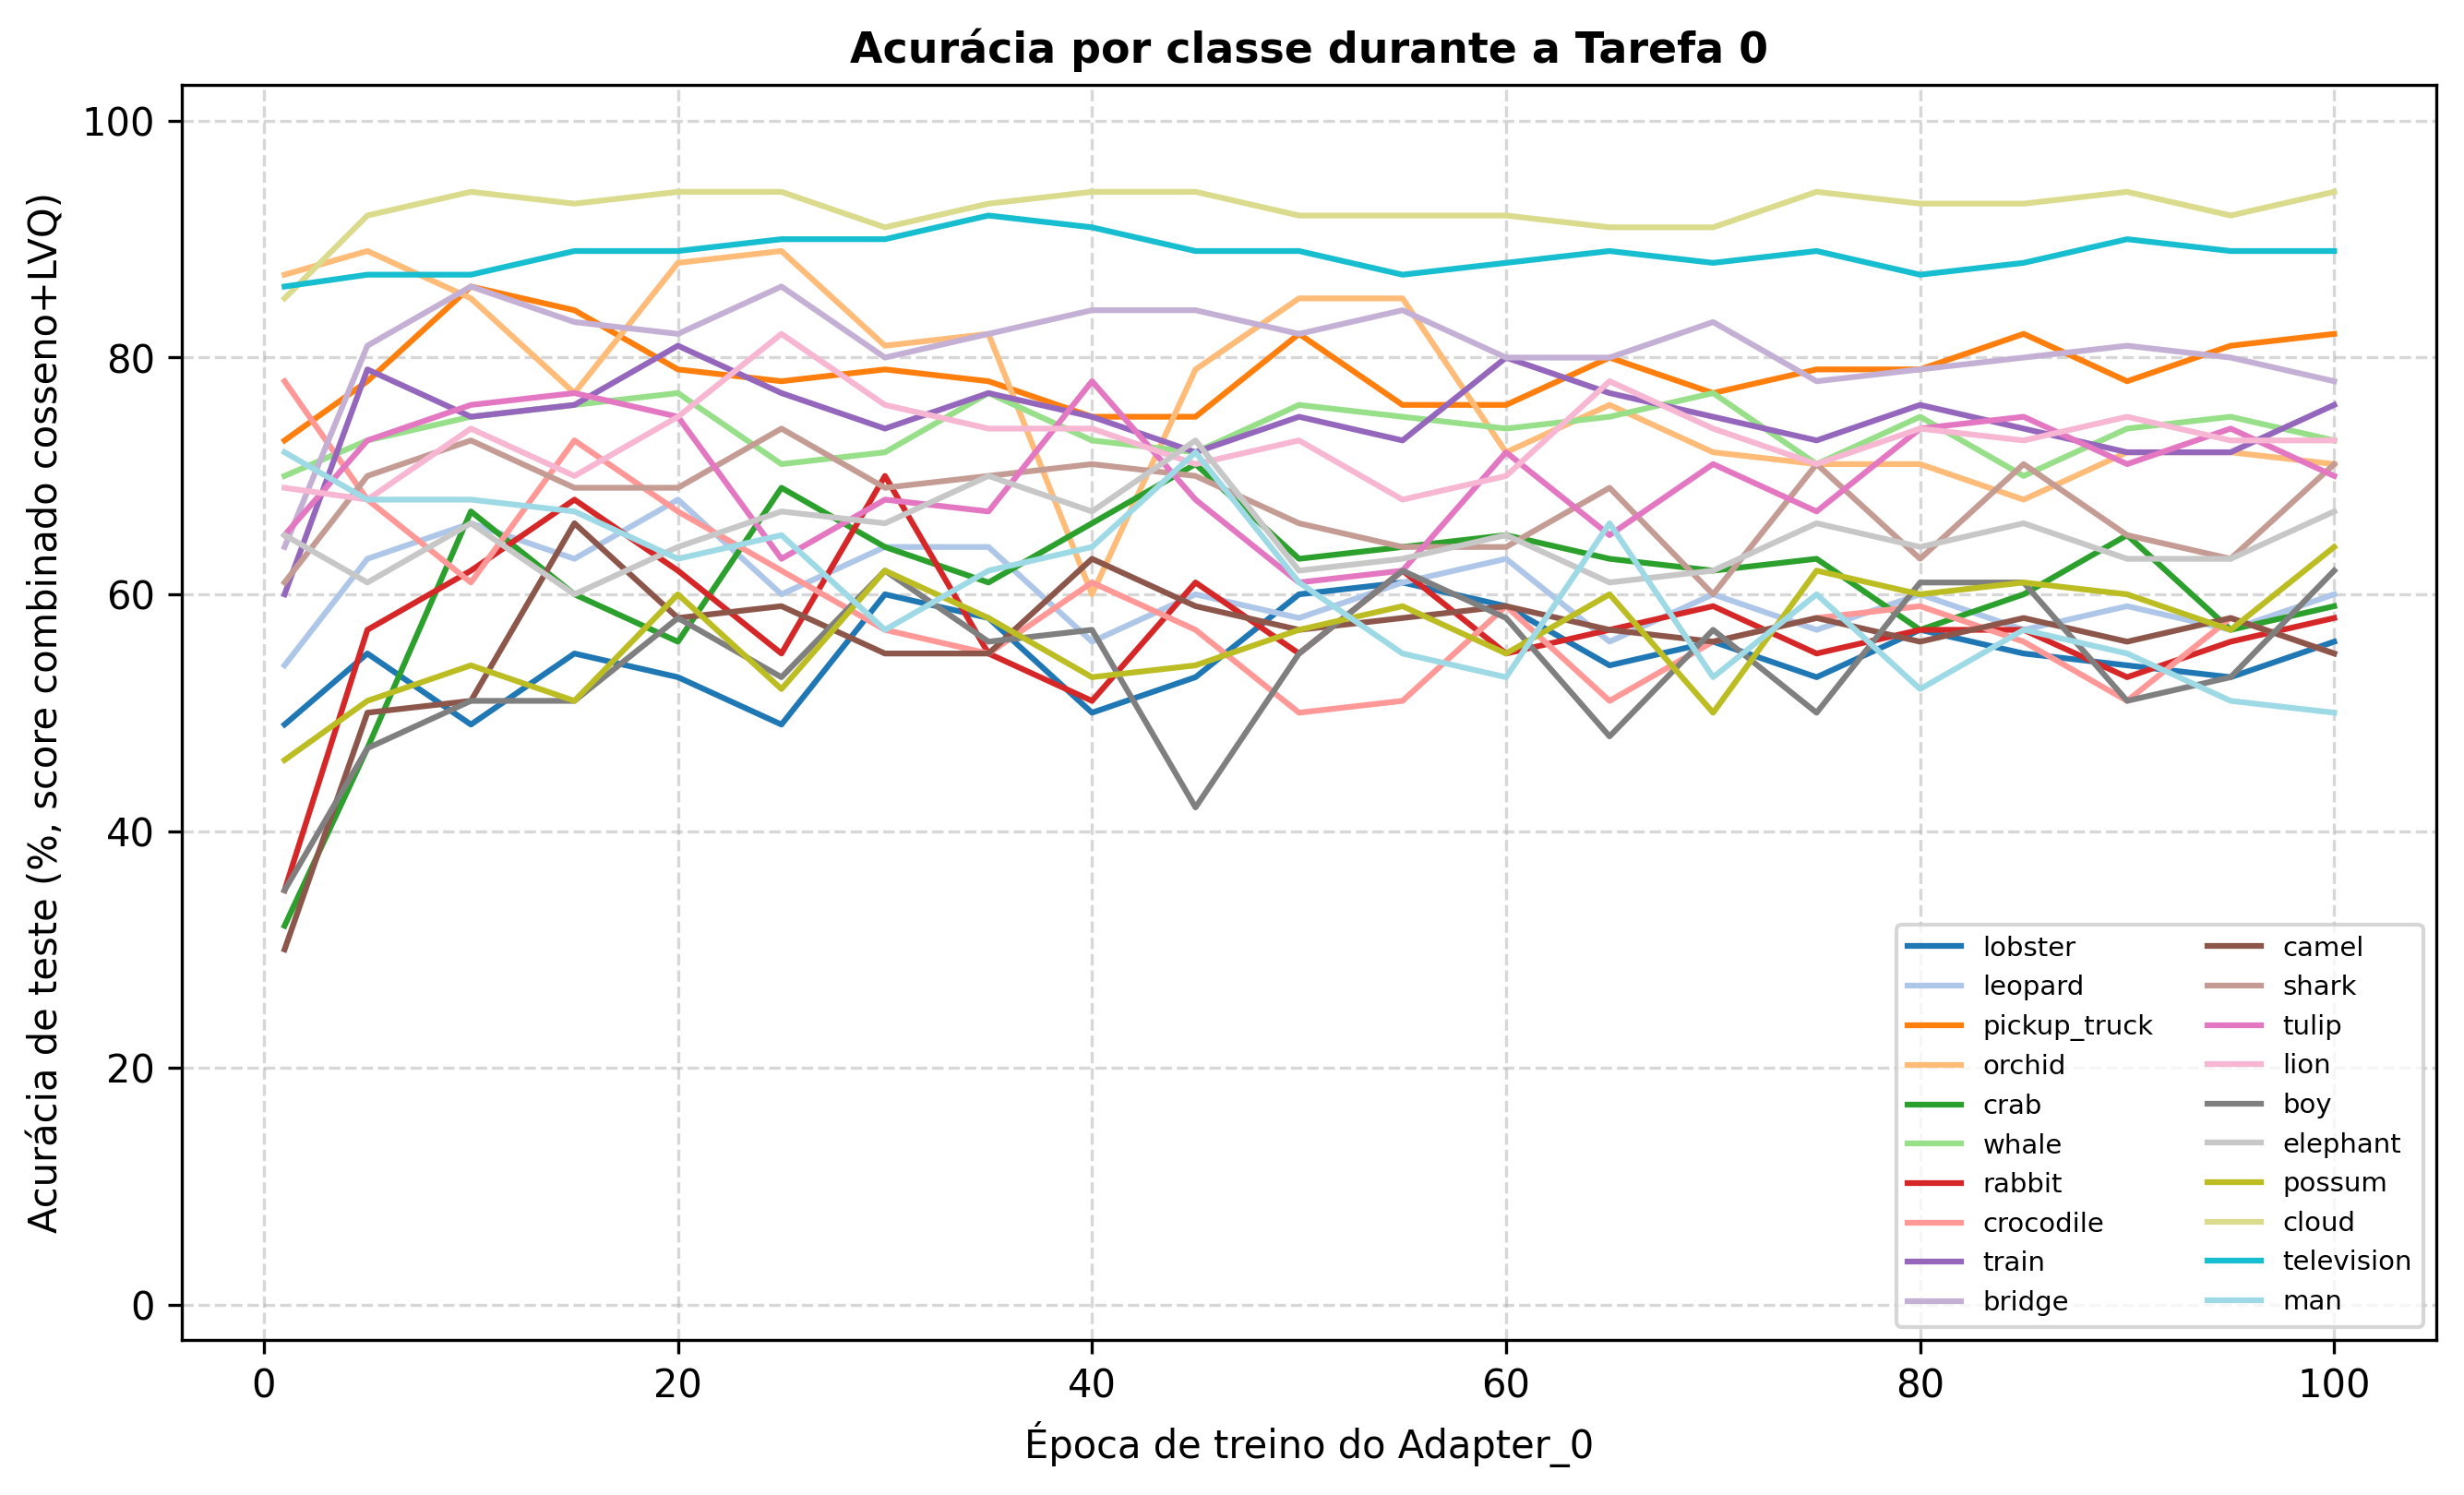 Acurácia por classe durante a Tarefa 0
Acurácia de teste (%, score combinado cosseno+LVQ)
100
80
60
40
20
0
0 20 40 60 80 100
Época de treino do Adapter_0
lobster
leopard
pickup_truck
orchid
crab
whale
rabbit
crocodile
train
bridge
camel
shark
tulip
lion
boy
elephant
possum
cloud
television
man